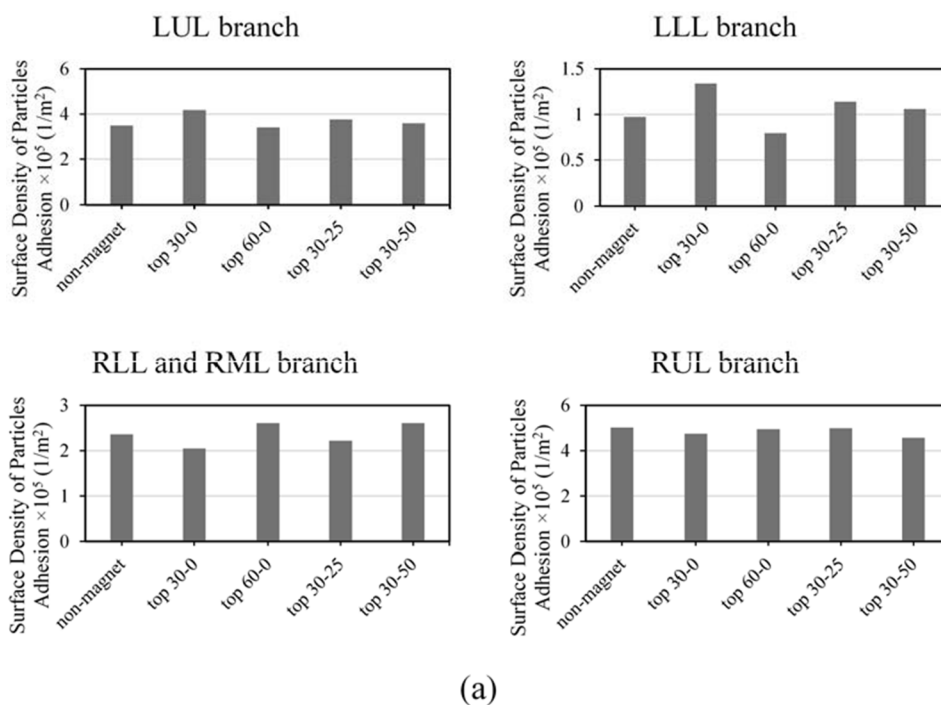 LUL branch
Surface Density of Particles
Adhesion ×10⁵ (1/m²)
6
4
2
0
non-magnet
top 30-0
top 60-0
top 30-25
top 30-50
LLL branch
Surface Density of Particles
Adhesion ×10⁵ (1/m²)
1.5
1
0.5
0
non-magnet
top 30-0
top 60-0
top 30-25
top 30-50
RLL and RML branch
Surface Density of Particles
Adhesion ×10⁵ (1/m²)
3
2
1
0
non-magnet
top 30-0
top 60-0
top 30-25
top 30-50
RUL branch
Surface Density of Particles
Adhesion ×10⁵ (1/m²)
6
4
2
0
non-magnet
top 30-0
top 60-0
top 30-25
top 30-50
(a)